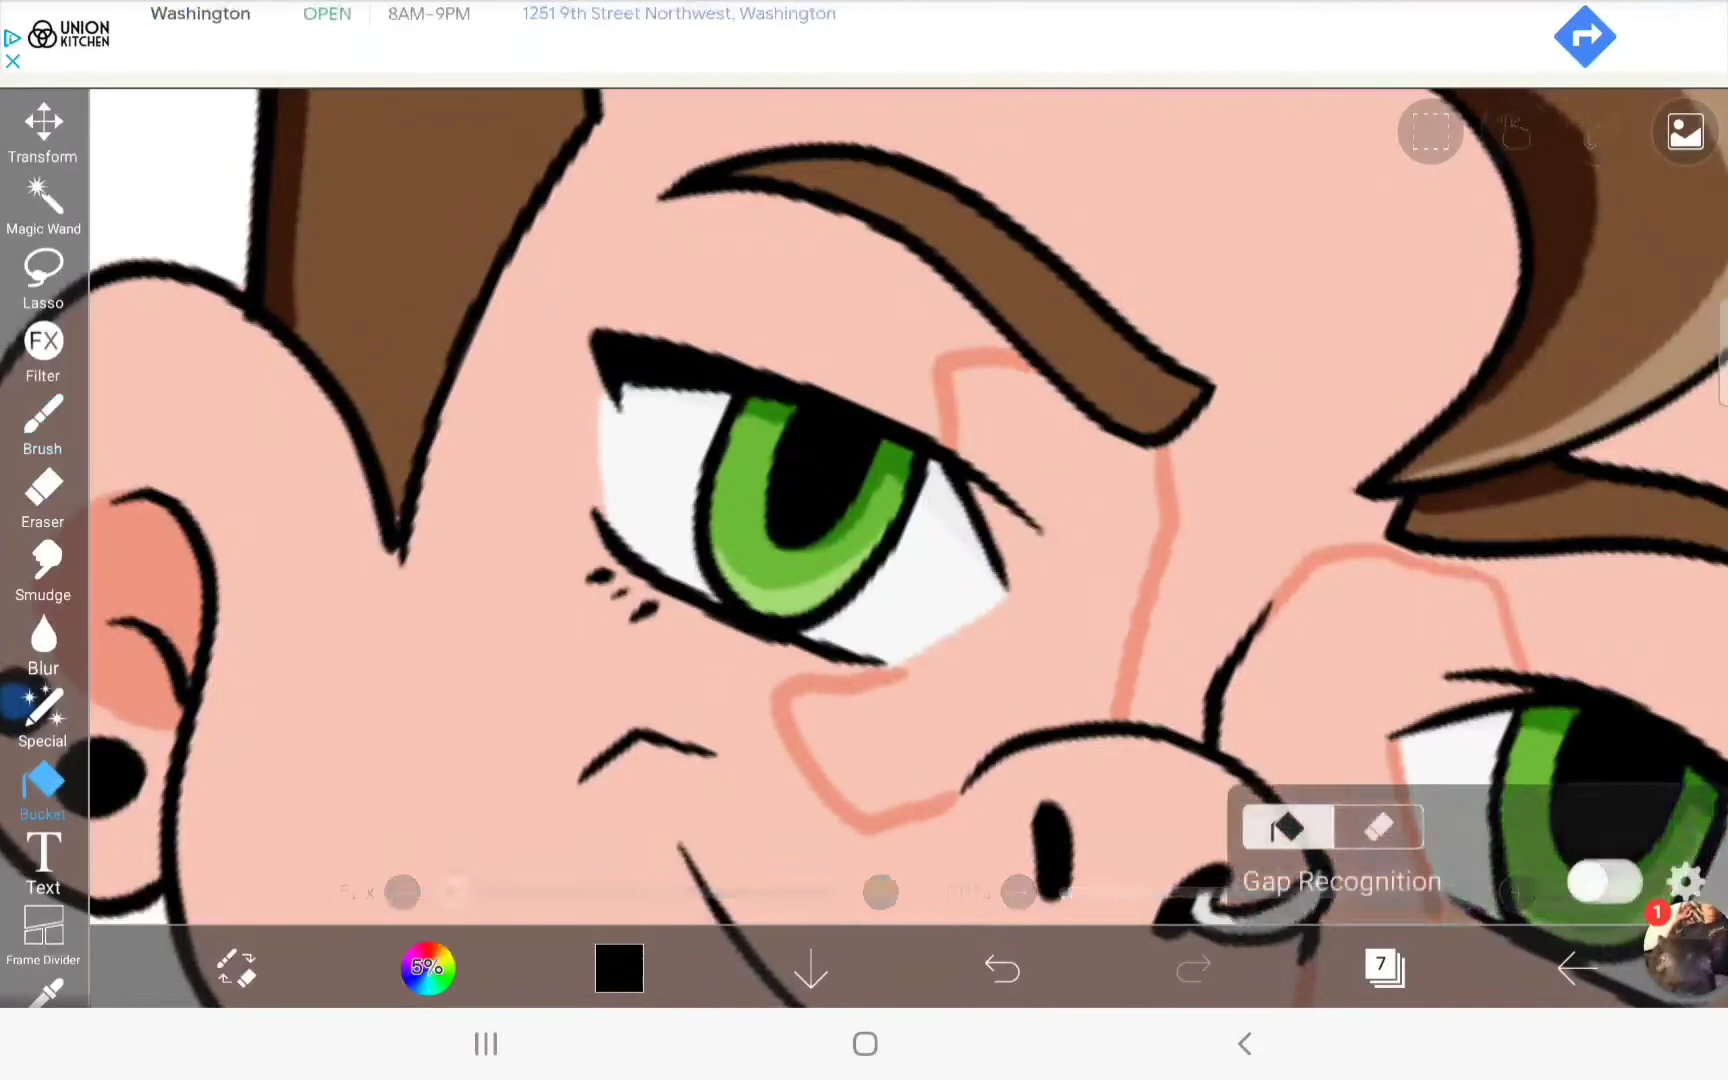 Washington OPEN 8AM–9PM 1251 9th Street Northwest, Washington
UNION
KITCHEN
Transform
Magic Wand
Lasso
FX
Filter
Brush
Eraser
Smudge
Blur
Special
Bucket
T
Text
Frame Divider
Gap Recognition
1
5%
7